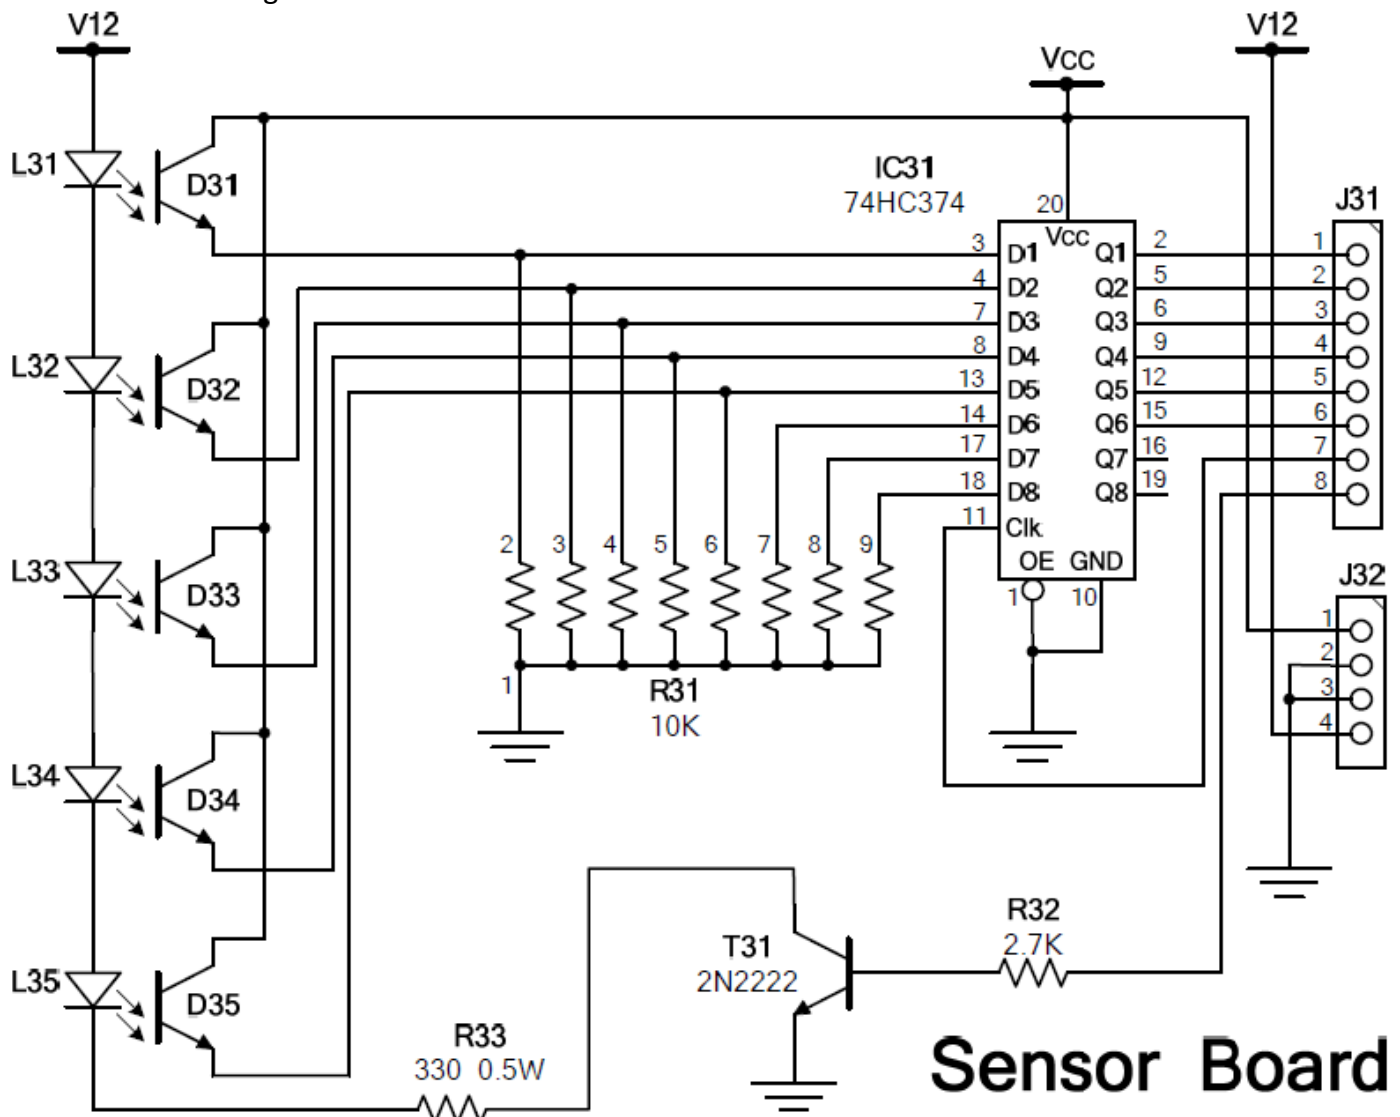 V12
V12
Vcc
L31
D31
IC31
74HC374
J31
20
Vcc
3
D1
Q1
2
1
4
D2
Q2
5
2
7
D3
Q3
6
3
8
D4
Q4
9
4
13
D5
Q5
12
5
14
D6
Q6
15
6
17
D7
Q7
16
7
18
D8
Q8
19
8
11
Clk
OE
GND
1
10
L32
D32
2
3
4
5
6
7
8
9
L33
D33
J32
1
2
3
4
1
R31
10K
L34
D34
R32
2.7K
T31
2N2222
L35
D35
R33
330 0.5W
Sensor Board